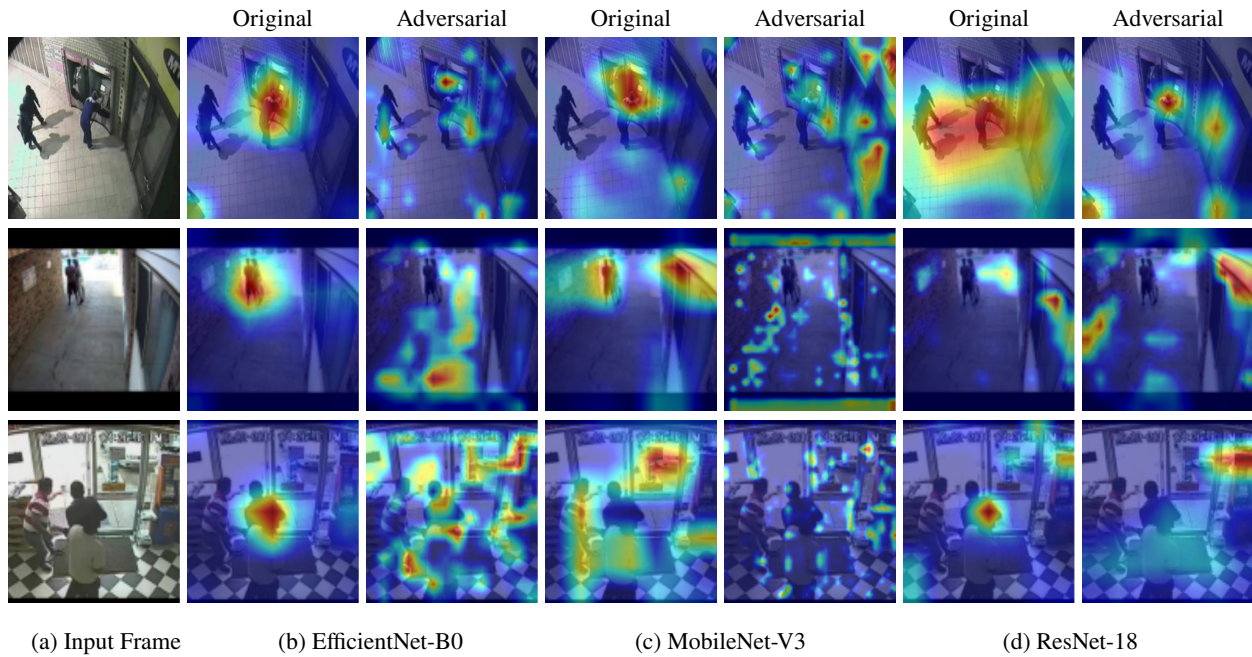 Original Adversarial Original Adversarial Original Adversarial
(a) Input Frame (b) EfficientNet-B0 (c) MobileNet-V3 (d) ResNet-18